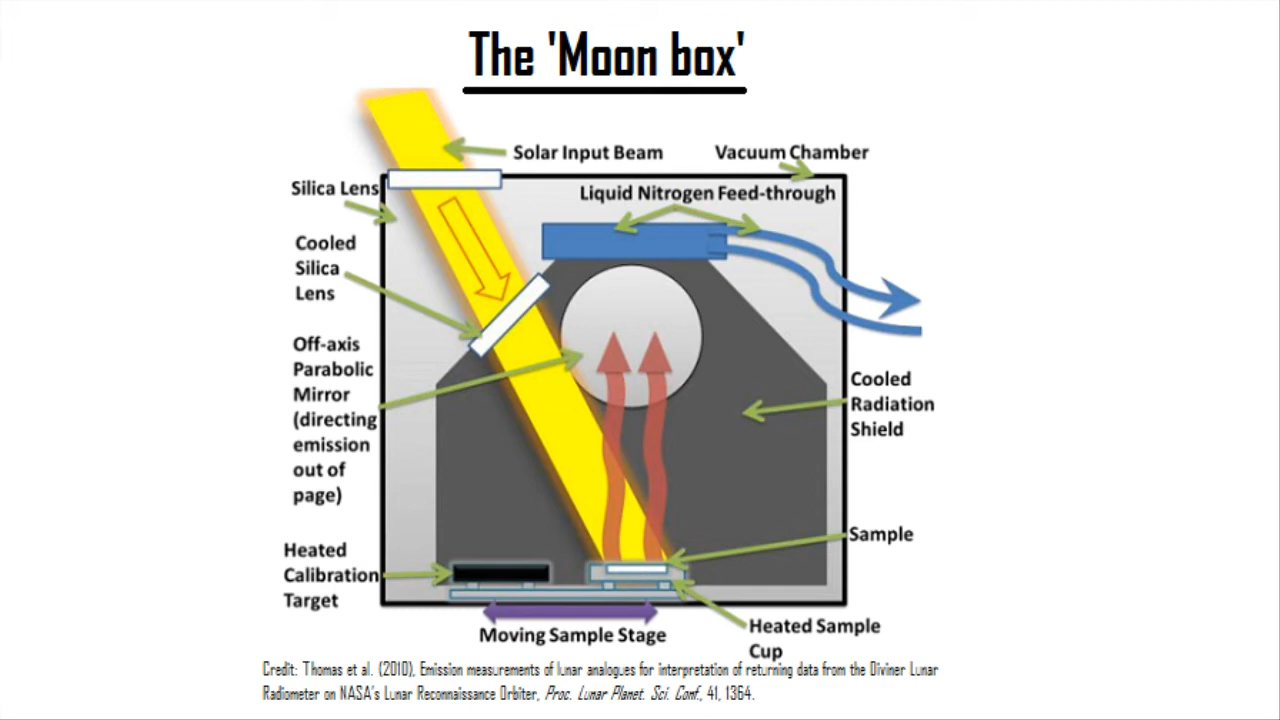 The 'Moon box'
Solar Input Beam
Vacuum Chamber
Silica Lens
Liquid Nitrogen Feed-through
Cooled
Silica
Lens
Off-axis
Parabolic
Mirror
(directing
emission
out of
page)
Cooled
Radiation
Shield
Sample
Heated
Calibration
Target
Moving Sample Stage
Heated Sample
Cup
Credit: Thomas et al. (2010), Emission measurements of lunar analogues for interpretation of returning data from the Diviner Lunar
Radiometer on NASA's Lunar Reconnaissance Orbiter, Proc. Lunar Planet. Sci. Conf., 41, 1364.